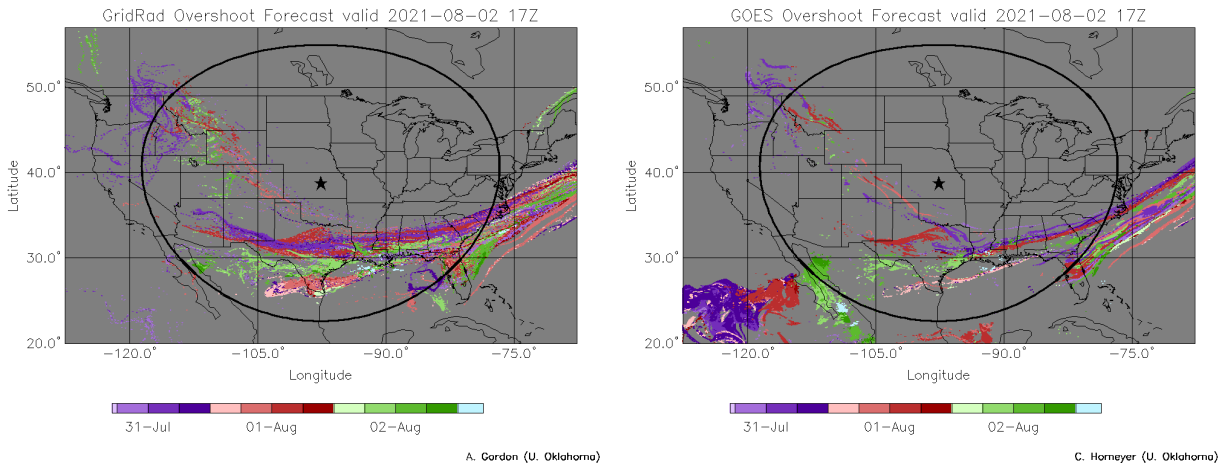 GridRad Overshoot Forecast valid 2021-08-02 17Z
50.0°
40.0°
30.0°
20.0°
Latitude
-120.0° -105.0° -90.0° -75.0°
Longitude
31-Jul 01-Aug 02-Aug
A. Gordon (U. Oklahoma)
GOES Overshoot Forecast valid 2021-08-02 17Z
50.0°
40.0°
30.0°
20.0°
Latitude
-120.0° -105.0° -90.0° -75.0°
Longitude
31-Jul 01-Aug 02-Aug
C. Homeyer (U. Oklahoma)